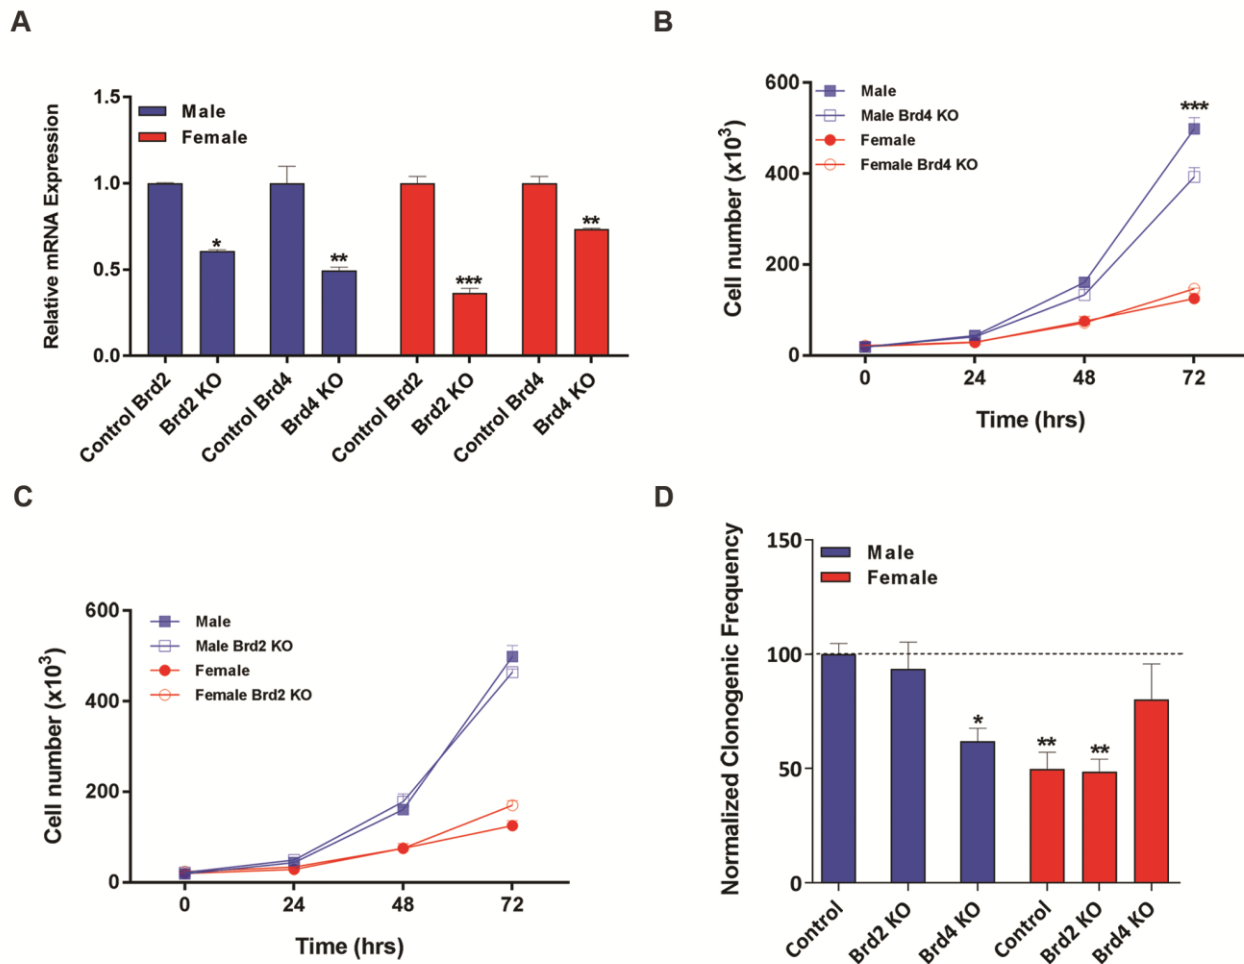 A
Relative mRNA Expression
1.5
1.0
0.5
0.0
Male
Female
*
**
***
**
Control Brd2
Brd2 KO
Control Brd4
Brd4 KO
Control Brd2
Brd2 KO
Control Brd4
Brd4 KO
B
Cell number (x10³)
600
400
200
0
Male
Male Brd4 KO
Female
Female Brd4 KO
***
0
24
48
72
Time (hrs)
C
Cell number (x10³)
600
400
200
0
Male
Male Brd2 KO
Female
Female Brd2 KO
0
24
48
72
Time (hrs)
D
Normalized Clonogenic Frequency
150
100
50
0
Male
Female
*
**
**
Control
Brd2 KO
Brd4 KO
Control
Brd2 KO
Brd4 KO